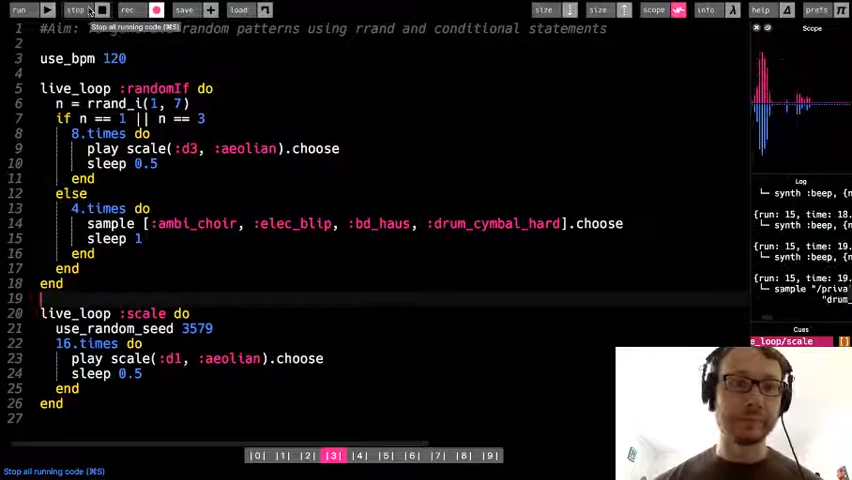 run stop rec save + load size size scope info λ help prefs π
Stop all running code (⌘S)
Scope
1 #Aim: random patterns using rrand and conditional statements
2
3 use_bpm 120
4
5 live_loop :randomIf do
6 n = rrand_i(1, 7)
7 if n == 1 || n == 3
8 8.times do
9 play scale(:d3, :aeolian).choose
10 sleep 0.5
11 end
12 else
13 4.times do
14 sample [:ambi_choir, :elec_blip, :bd_haus, :drum_cymbal_hard].choose
15 sleep 1
16 end
17 end
18 end
19
20 live_loop :scale do
21 use_random_seed 3579
22 16.times do
23 play scale(:d1, :aeolian).choose
24 sleep 0.5
25 end
26 end
27
Log
└─ synth :beep,
{run: 15, time: 18.
└─ synth :beep,
{run: 15, time: 19.
└─ synth :beep,
{run: 15, time: 19.
└─ sample "/priva
"drum_
Cues
e_loop/scale
|0| |1| |2| |3| |4| |5| |6| |7| |8| |9|
Stop all running code (⌘S)